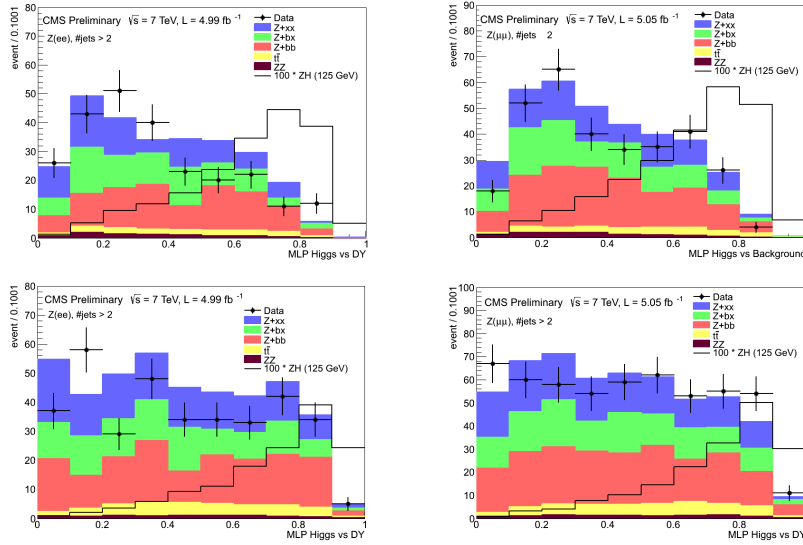 CMS Preliminary √s = 7 TeV, L = 4.99 fb -1
Z(ee), #jets > 2
Data
Z+xx
Z+bx
Z+bb
tt̄
ZZ
100 * ZH (125 GeV)
event / 0.1001
80
70
60
50
40
30
20
10
0
0 0.2 0.4 0.6 0.8 1
MLP Higgs vs DY
CMS Preliminary √s = 7 TeV, L = 5.05 fb -1
Z(μμ), #jets 2
Data
Z+xx
Z+bx
Z+bb
tt̄
ZZ
100 * ZH (125 GeV)
event / 0.1001
90
80
70
60
50
40
30
20
10
0
0 0.2 0.4 0.6 0.8
MLP Higgs vs Background
CMS Preliminary √s = 7 TeV, L = 4.99 fb -1
Z(ee), #jets > 2
Data
Z+xx
Z+bx
Z+bb
tt̄
ZZ
100 * ZH (125 GeV)
event / 0.1001
80
70
60
50
40
30
20
10
0
0 0.2 0.4 0.6 0.8 1
MLP Higgs vs DY
CMS Preliminary √s = 7 TeV, L = 5.05 fb -1
Z(μμ), #jets > 2
Data
Z+xx
Z+bx
Z+bb
tt̄
ZZ
100 * ZH (125 GeV)
event / 0.1001
100
90
80
70
60
50
40
30
20
10
0
0 0.2 0.4 0.6 0.8
MLP Higgs vs DY